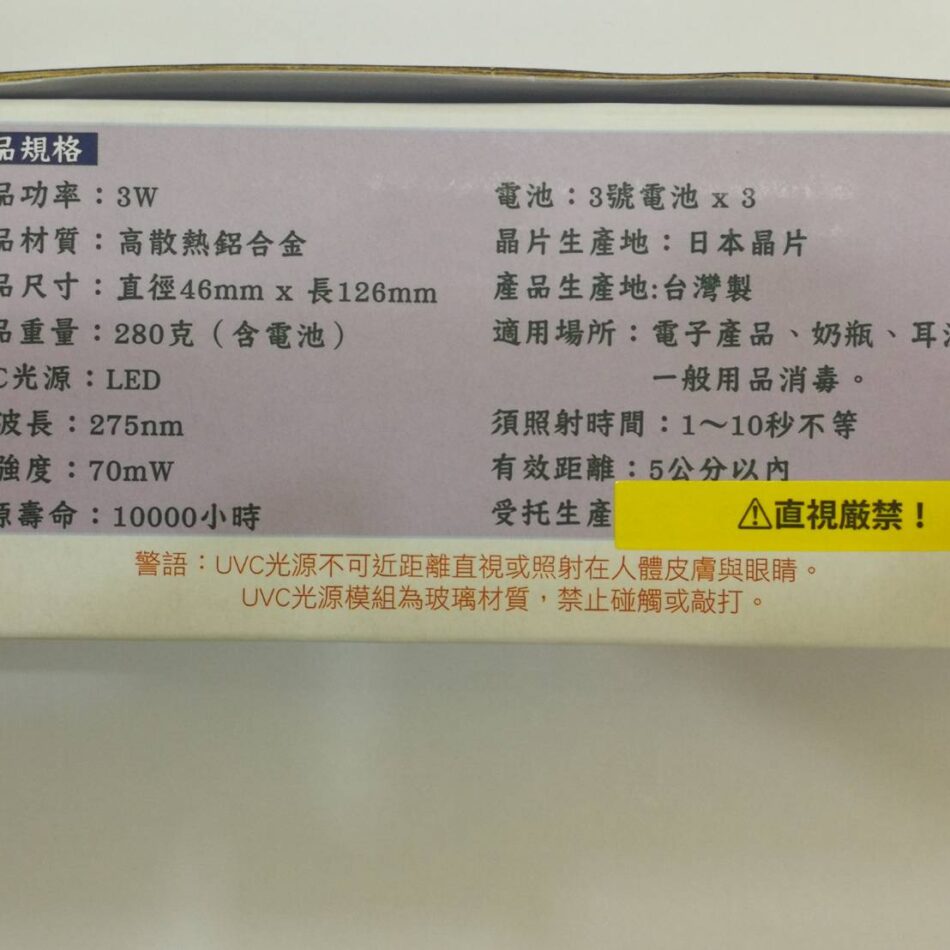 品規格
品功率：3W
品材質：高散熱鋁合金
品尺寸：直徑46mm x 長126mm
品重量：280克（含電池）
C光源：LED
波長：275nm
強度：70mW
源壽命：10000小時
電池：3號電池 x 3
晶片生產地：日本晶片
產品生產地:台灣製
適用場所：電子產品、奶瓶、耳
一般用品消毒。
須照射時間：1～10秒不等
有效距離：5公分以內
受托生產
⚠直視厳禁！
警語：UVC光源不可近距離直視或照射在人體皮膚與眼睛。
UVC光源模組為玻璃材質，禁止碰觸或敲打。